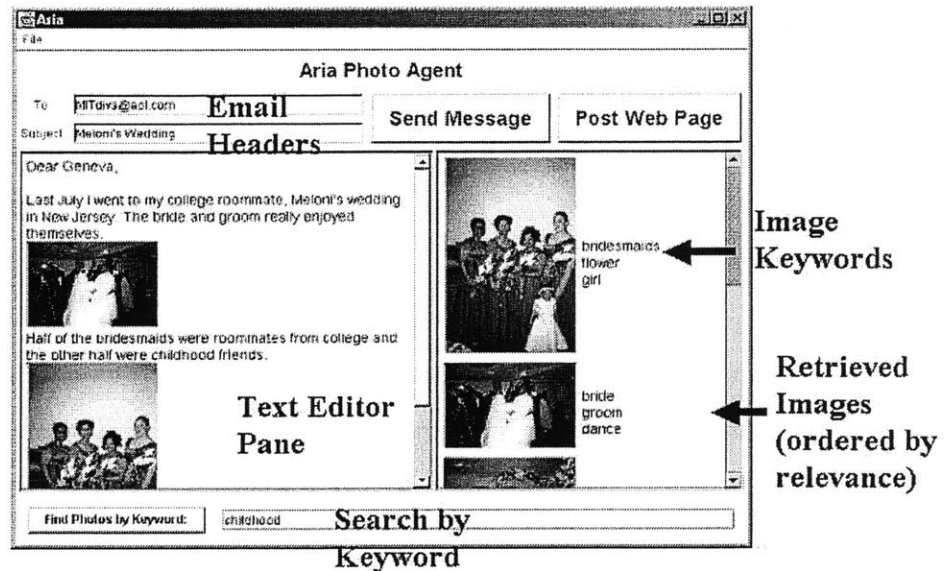 Aria
File
Aria Photo Agent
To
MITdiva@aol.com
Email
Headers
Subject
Meloni's Wedding
Send Message
Post Web Page
Dear Geneva,
Last July I went to my college roommate, Meloni's wedding
in New Jersey. The bride and groom really enjoyed
themselves.
Half of the bridesmaids were roommates from college and
the other half were childhood friends.
Text Editor
Pane
bridesmaids
flower
girl
bride
groom
dance
Image
Keywords
Retrieved
Images
(ordered by
relevance)
Find Photos by Keyword:
childhood
Search by
Keyword